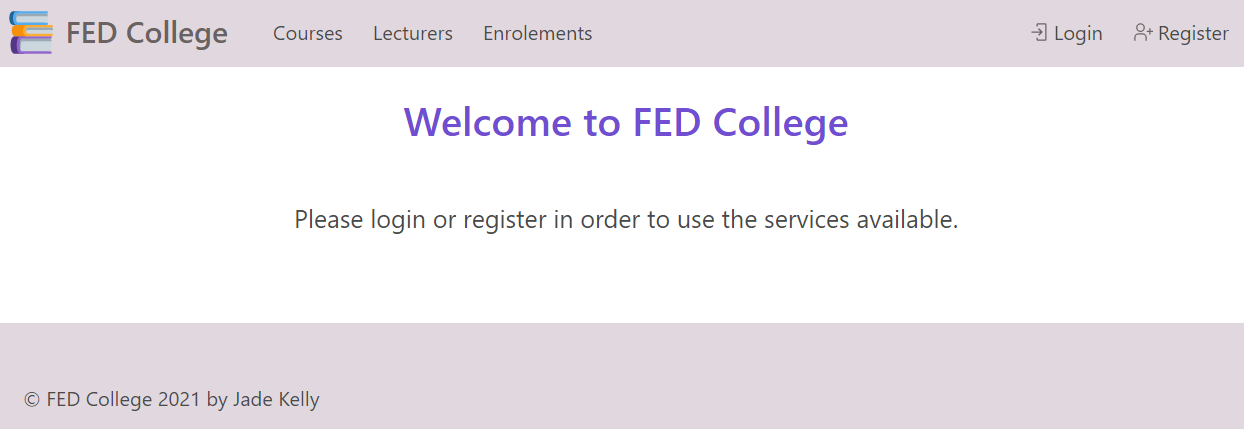 FED College Courses Lecturers Enrolements Login Register
Welcome to FED College
Please login or register in order to use the services available.
© FED College 2021 by Jade Kelly